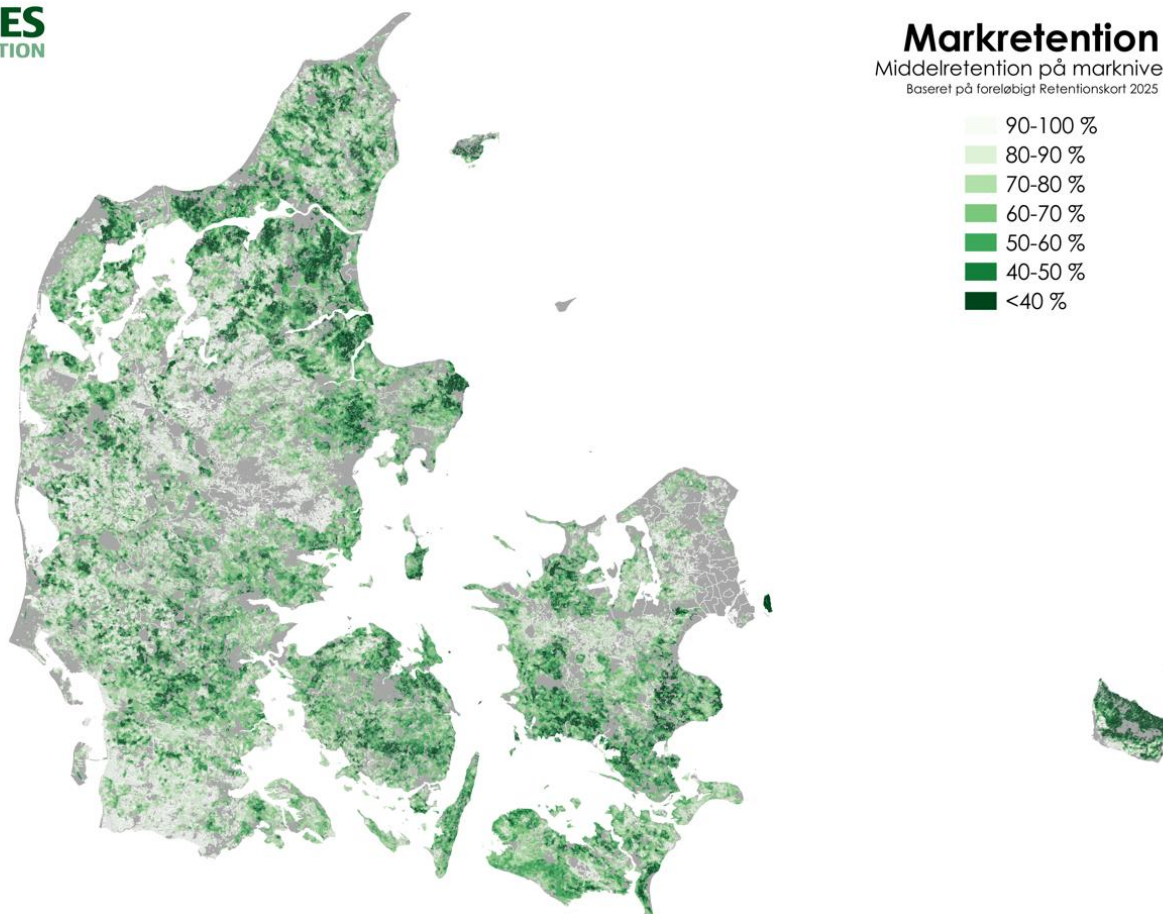 ES
TION
Markretention
Middelretention på marknive
Baseret på foreløbigt Retentionskort 2025
90-100 %
80-90 %
70-80 %
60-70 %
50-60 %
40-50 %
<40 %